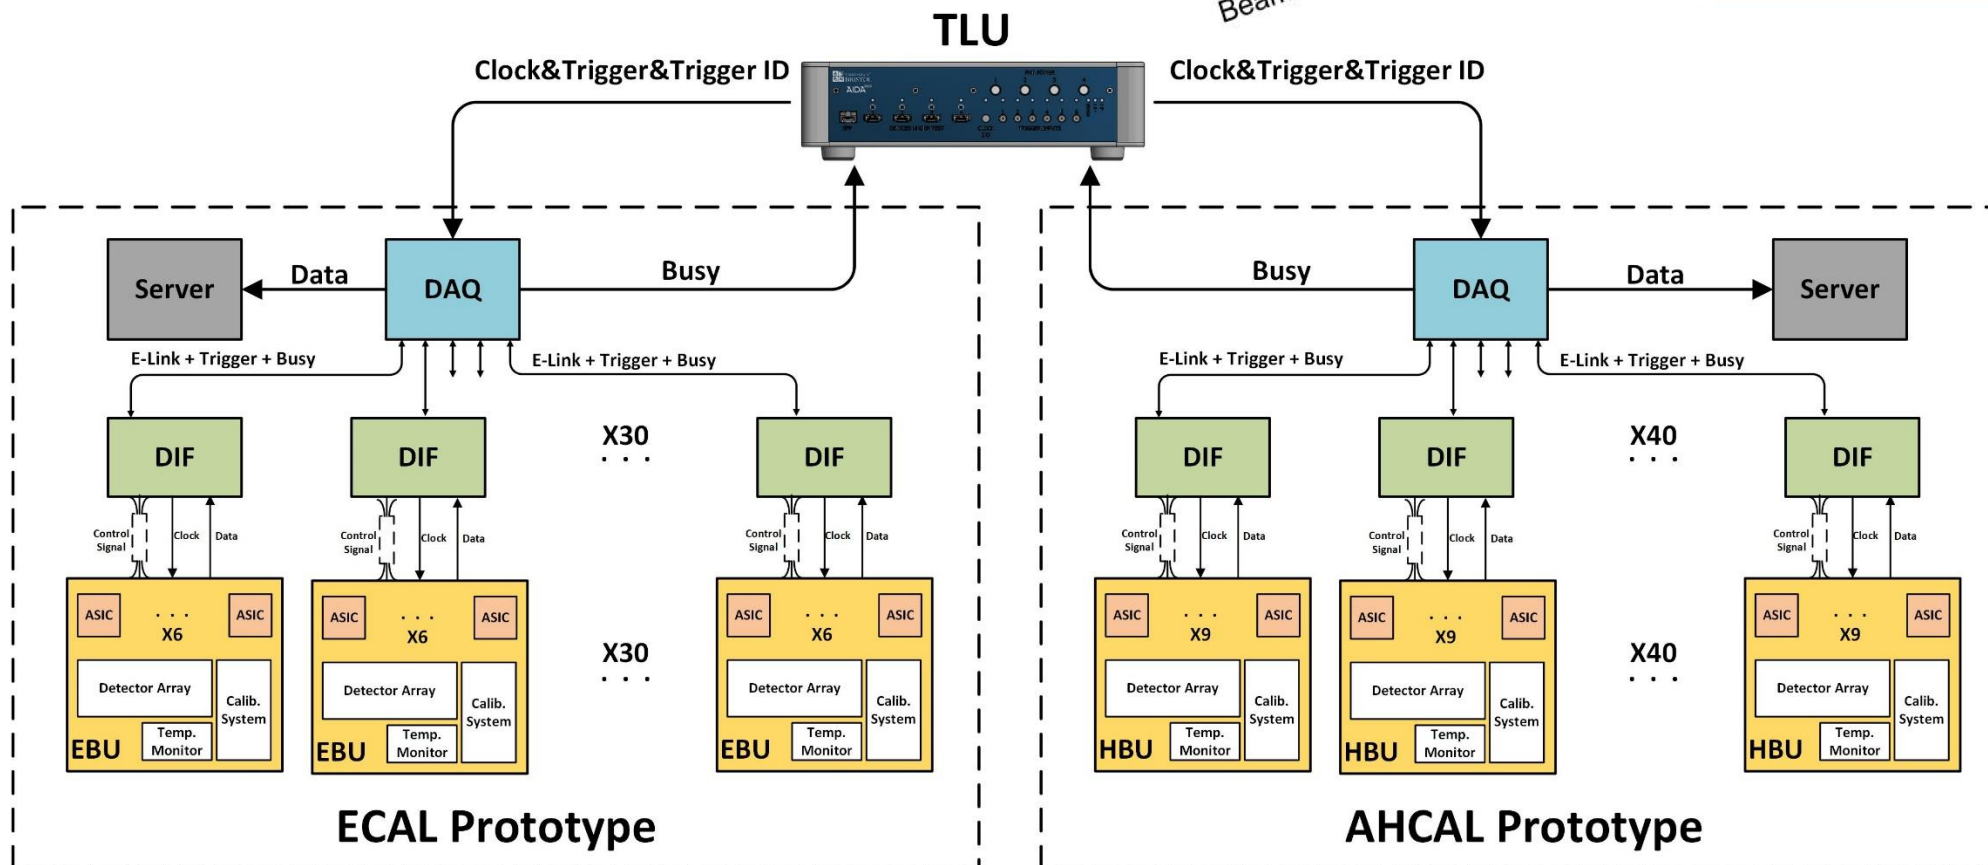 Beam
TLU
Clock&Trigger&Trigger ID
Clock&Trigger&Trigger ID
AIDA
Server
Data
DAQ
Busy
Busy
DAQ
Data
Server
E-Link + Trigger + Busy
E-Link + Trigger + Busy
E-Link + Trigger + Busy
E-Link + Trigger + Busy
DIF
DIF
X30
. . .
DIF
DIF
DIF
X40
. . .
DIF
Control
Signal
Clock
Data
Control
Signal
Clock
Data
Control
Signal
Clock
Data
Control
Signal
Clock
Data
Control
Signal
Clock
Data
Control
Signal
Clock
Data
ASIC
. . .
X6
ASIC
Detector Array
Calib.
System
Temp.
Monitor
EBU
ASIC
. . .
X6
ASIC
Detector Array
Calib.
System
Temp.
Monitor
EBU
X30
. . .
ASIC
. . .
X6
ASIC
Detector Array
Calib.
System
Temp.
Monitor
EBU
ASIC
. . .
X9
ASIC
Detector Array
Calib.
System
Temp.
Monitor
HBU
ASIC
. . .
X9
ASIC
Detector Array
Calib.
System
Temp.
Monitor
HBU
X40
. . .
ASIC
. . .
X9
ASIC
Detector Array
Calib.
System
Temp.
Monitor
HBU
ECAL Prototype
AHCAL Prototype